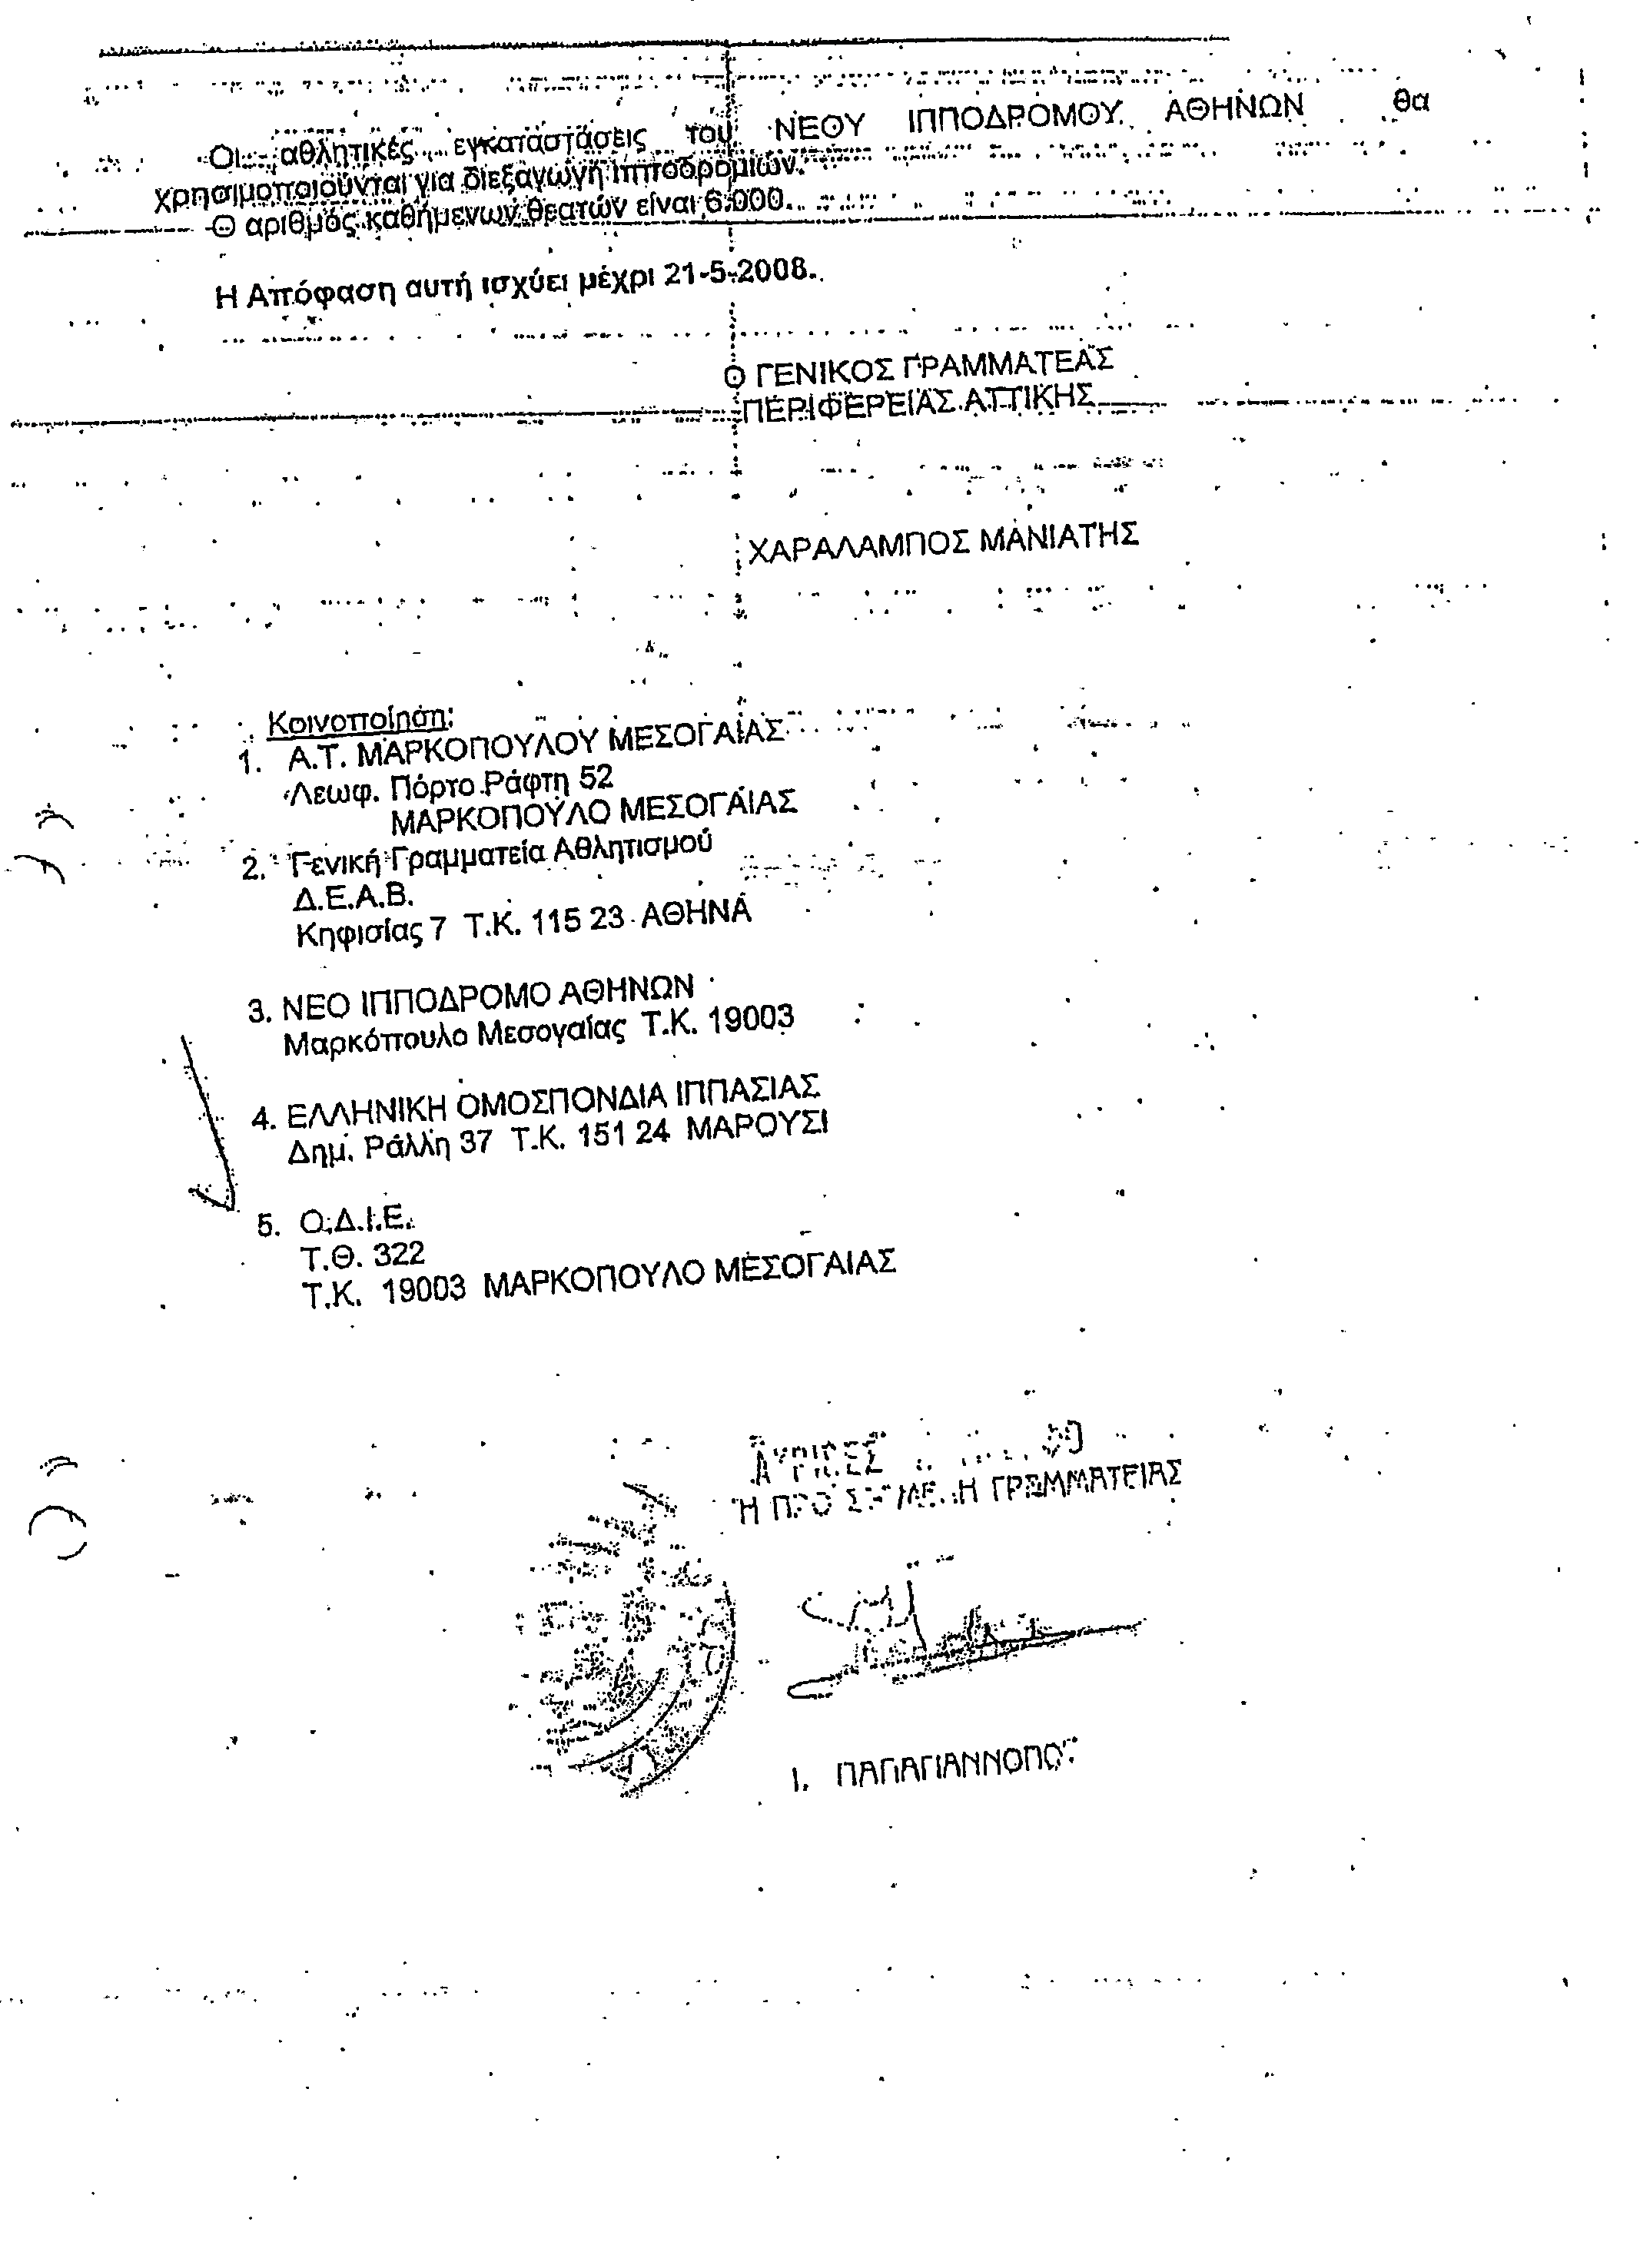 Οι αθλητικές εγκαταστάσεις του ΝΕΟΥ ΙΠΠΟΔΡΟΜΟΥ ΑΘΗΝΩΝ θα
χρησιμοποιούνται για διεξαγωγή Ιπποδρομιών.
Ο αριθμός καθήμενων θεατών είναι 6.000.
Η Απόφαση αυτή ισχύει μέχρι 21-5-2008.
Ο ΓΕΝΙΚΟΣ ΓΡΑΜΜΑΤΕΑΣ
ΠΕΡΙΦΕΡΕΙΑΣ ΑΤΤΙΚΗΣ
ΧΑΡΑΛΑΜΠΟΣ ΜΑΝΙΑΤΗΣ
Κοινοποίηση:
1. Α.Τ. ΜΑΡΚΟΠΟΥΛΟΥ ΜΕΣΟΓΑΙΑΣ
Λεωφ. Πόρτο Ράφτη 52
ΜΑΡΚΟΠΟΥΛΟ ΜΕΣΟΓΑΙΑΣ
2. Γενική Γραμματεία Αθλητισμού
Δ.Ε.Α.Β.
Κηφισίας 7 Τ.Κ. 115 23 ΑΘΗΝΑ
3. ΝΕΟ ΙΠΠΟΔΡΟΜΟ ΑΘΗΝΩΝ
Μαρκόπουλο Μεσογαίας Τ.Κ. 19003
4. ΕΛΛΗΝΙΚΗ ΟΜΟΣΠΟΝΔΙΑ ΙΠΠΑΣΙΑΣ
Δημ. Ράλλη 37 Τ.Κ. 151 24 ΜΑΡΟΥΣΙ
5. Ο.Δ.Ι.Ε.
Τ.Θ. 322
Τ.Κ. 19003 ΜΑΡΚΟΠΟΥΛΟ ΜΕΣΟΓΑΙΑΣ
Η ΓΡΑΜΜΑΤΕΙΑΣ
Ι.